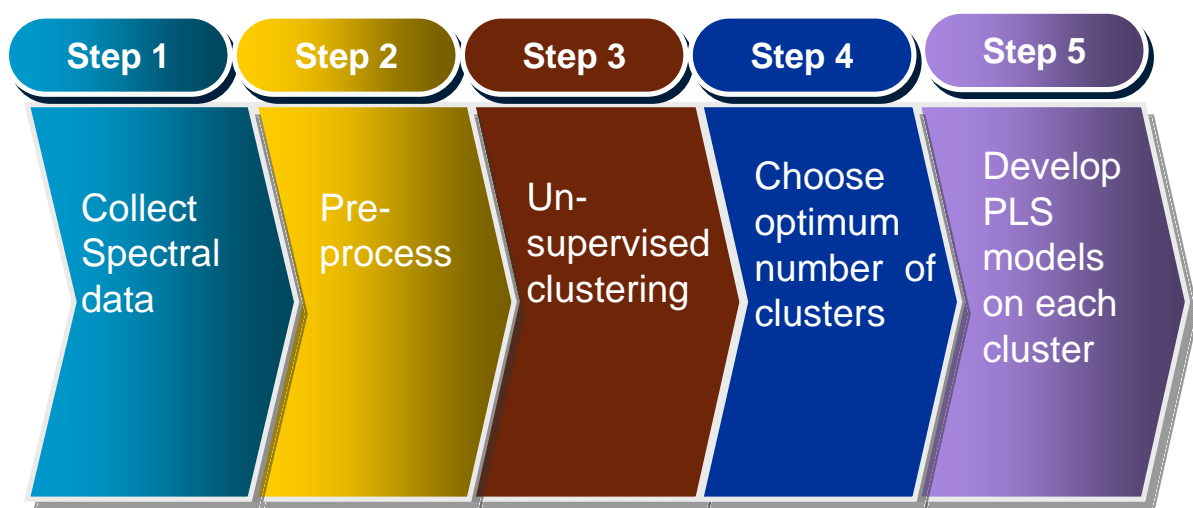 Step 1
Collect
Spectral
data
Step 2
Pre-
process
Step 3
Un-
supervised
clustering
Step 4
Choose
optimum
number of
clusters
Step 5
Develop
PLS
models
on each
cluster